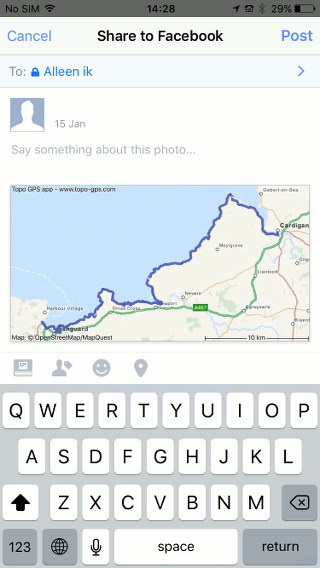 No SIM 14:28 29%
Cancel Share to Facebook Post
To: Alleen ik
15 Jan
Say something about this photo...
Topo GPS app - www.topo-gps.com
Gabert-on-Sea
Cardigan
Moylgrove
Llantood
Harbour Village
Dinas Cross
Nevern
A487
Eglwyswrw
Map: © OpenStreetMap/MapQuest
10 km
Q W E R T Y U I O P
A S D F G H J K L
Z X C V B N M
123 space return